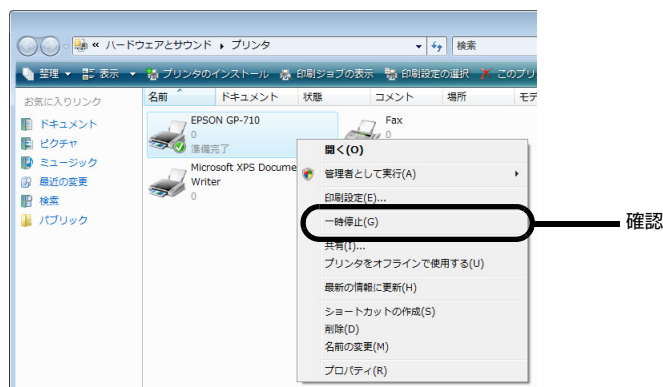 « ハードウェアとサウンド ▸ プリンタ
検索
整理 ▼ 表示 ▼ プリンタのインストール 印刷ジョブの表示 印刷設定の選択 このプリ
お気に入りリンク
ドキュメント
ピクチャ
ミュージック
最近の変更
検索
パブリック
名前 ドキュメント 状態 コメント 場所 モデ
EPSON GP-710
0
準備完了
Fax
0
Microsoft XPS Docume
Writer
0
開く(O)
管理者として実行(A)
印刷設定(E)...
一時停止(G)
共有(I)...
プリンタをオフラインで使用する(U)
最新の情報に更新(H)
ショートカットの作成(S)
削除(D)
名前の変更(M)
プロパティ(R)
確認